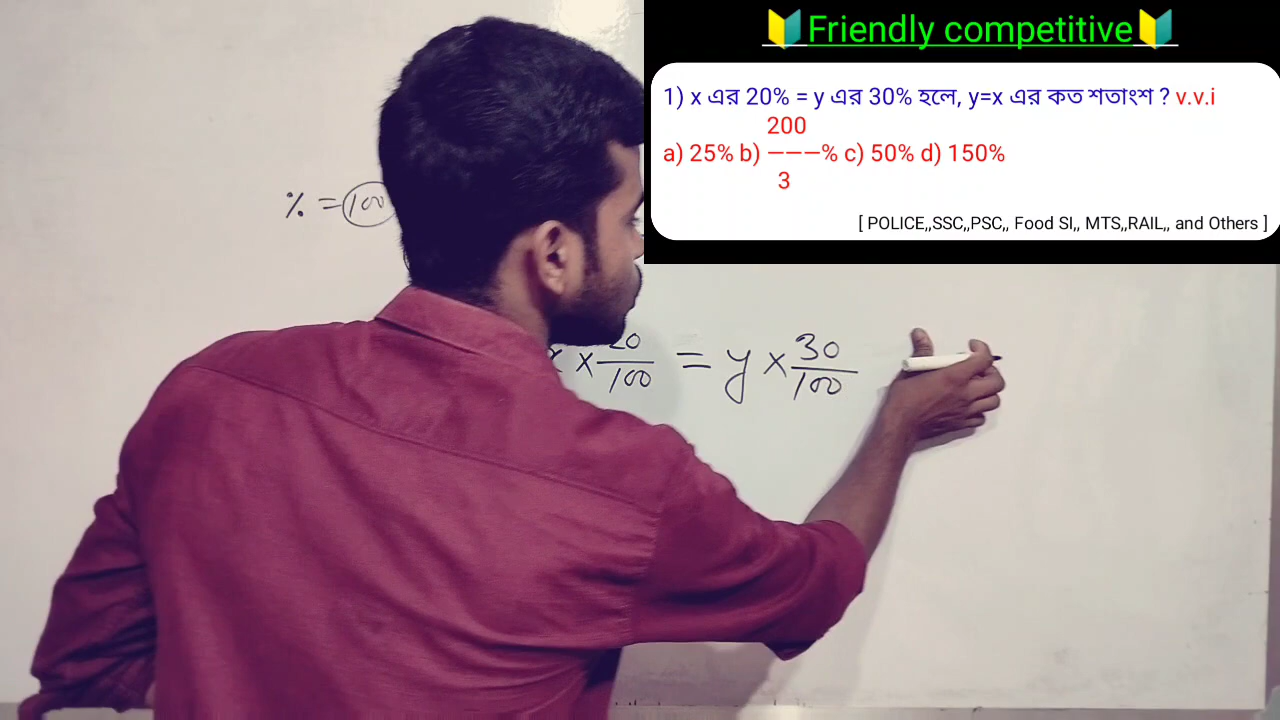 🔰Friendly competitive🔰
1) x এর 20% = y এর 30% হলে, y=x এর কত শতাংশ ? v.v.i
200
a) 25% b) ———% c) 50% d) 150%
3
[ POLICE,,SSC,,PSC,, Food SI,, MTS,,RAIL,, and Others ]
% = 100
x × 20/100 = y × 30/100